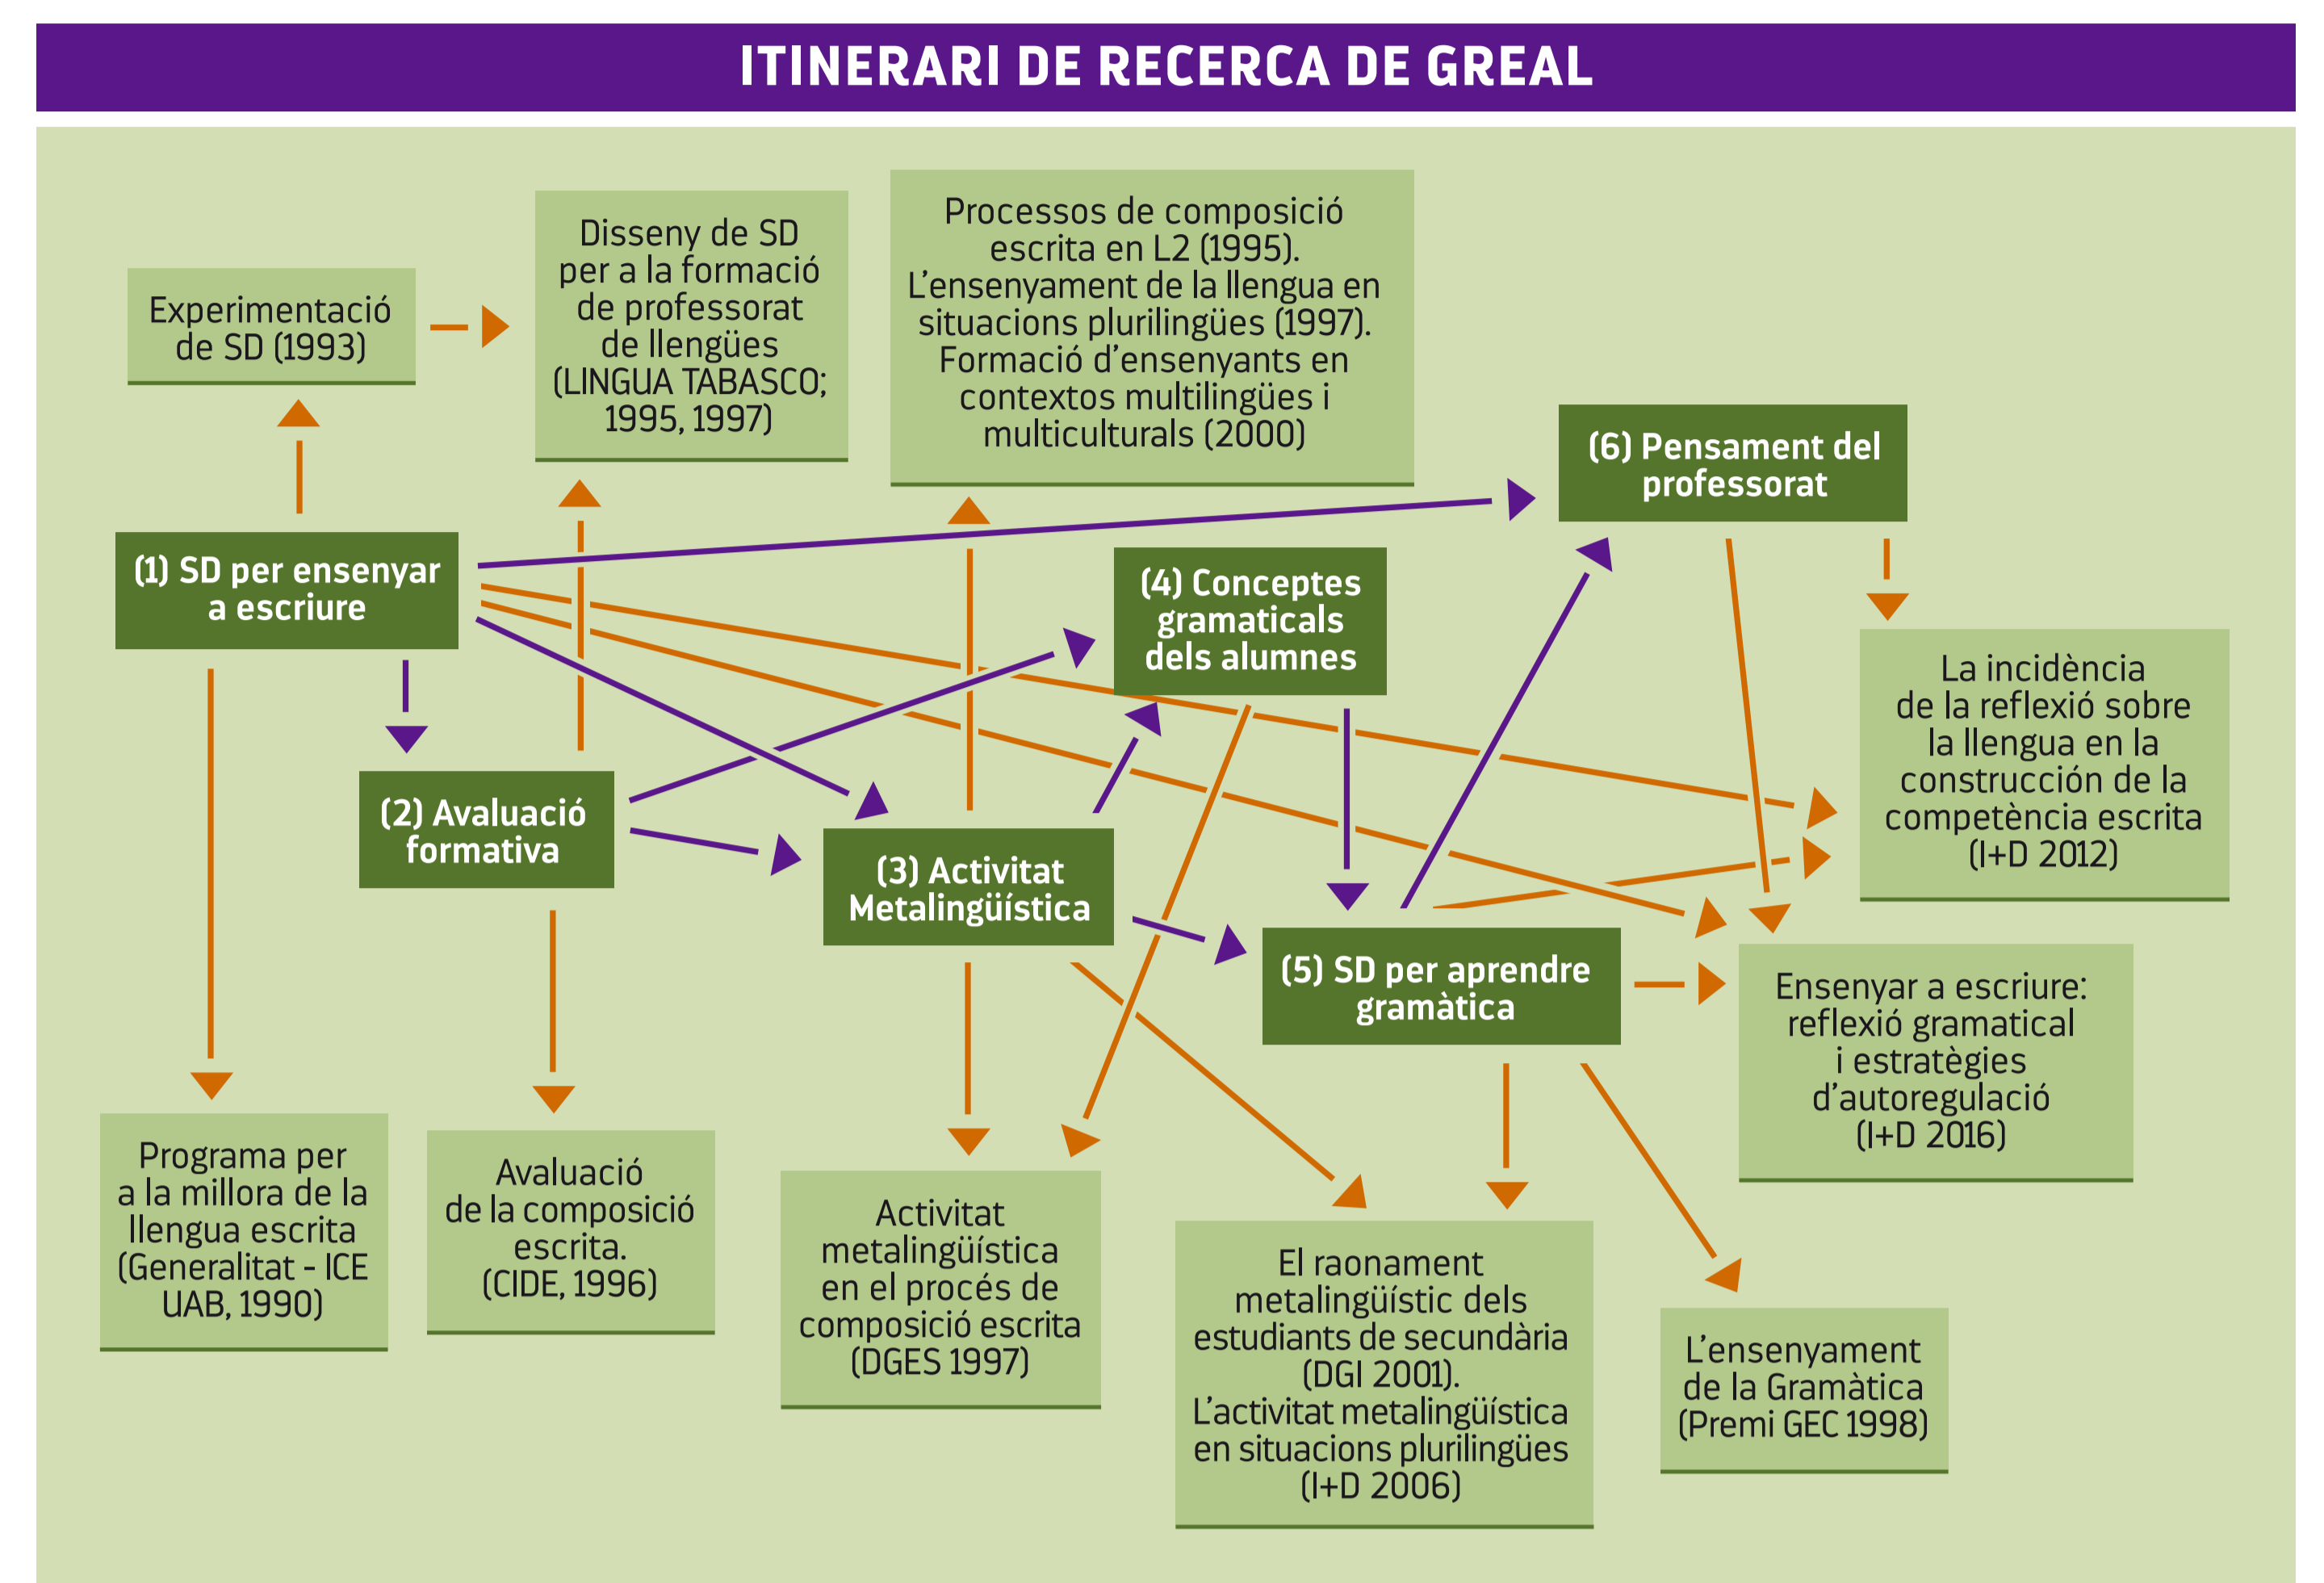 ITINERARI DE RECERCA DE GREAL
Experimentació
de SD (1993)
Disseny de SD
per a la formació
de professorat
de llengües
(LINGUA TABASCO;
1995, 1997)
Processos de composició
escrita en L2 (1995).
L’ensenyament de la llengua en
situacions plurilingües (1997).
Formació d’ensenyants en
contextos multilingües i
multiculturals (2000)
(6) Pensament del
professorat
(1) SD per ensenyar
a escriure
(4) Conceptes
gramaticals
dels alumnes
La incidència
de la reflexió sobre
la llengua en la
construcción de la
competència escrita
(I+D 2012)
(2) Avaluació
formativa
(3) Activitat
Metalingüística
(5) SD per aprendre
gramàtica
Ensenyar a escriure:
reflexió gramatical
i estratègies
d’autoregulació
(I+D 2016)
Programa per
a la millora de la
llengua escrita
(Generalitat - ICE
UAB, 1990)
Avaluació
de la composició
escrita.
(CIDE, 1996)
Activitat
metalingüística
en el procés de
composició escrita
(DGES 1997)
El raonament
metalingüístic dels
estudiants de secundària
(DGI 2001).
L’activitat metalingüística
en situacions plurilingües
(I+D 2006)
L’ensenyament
de la Gramàtica
(Premi GEC 1998)